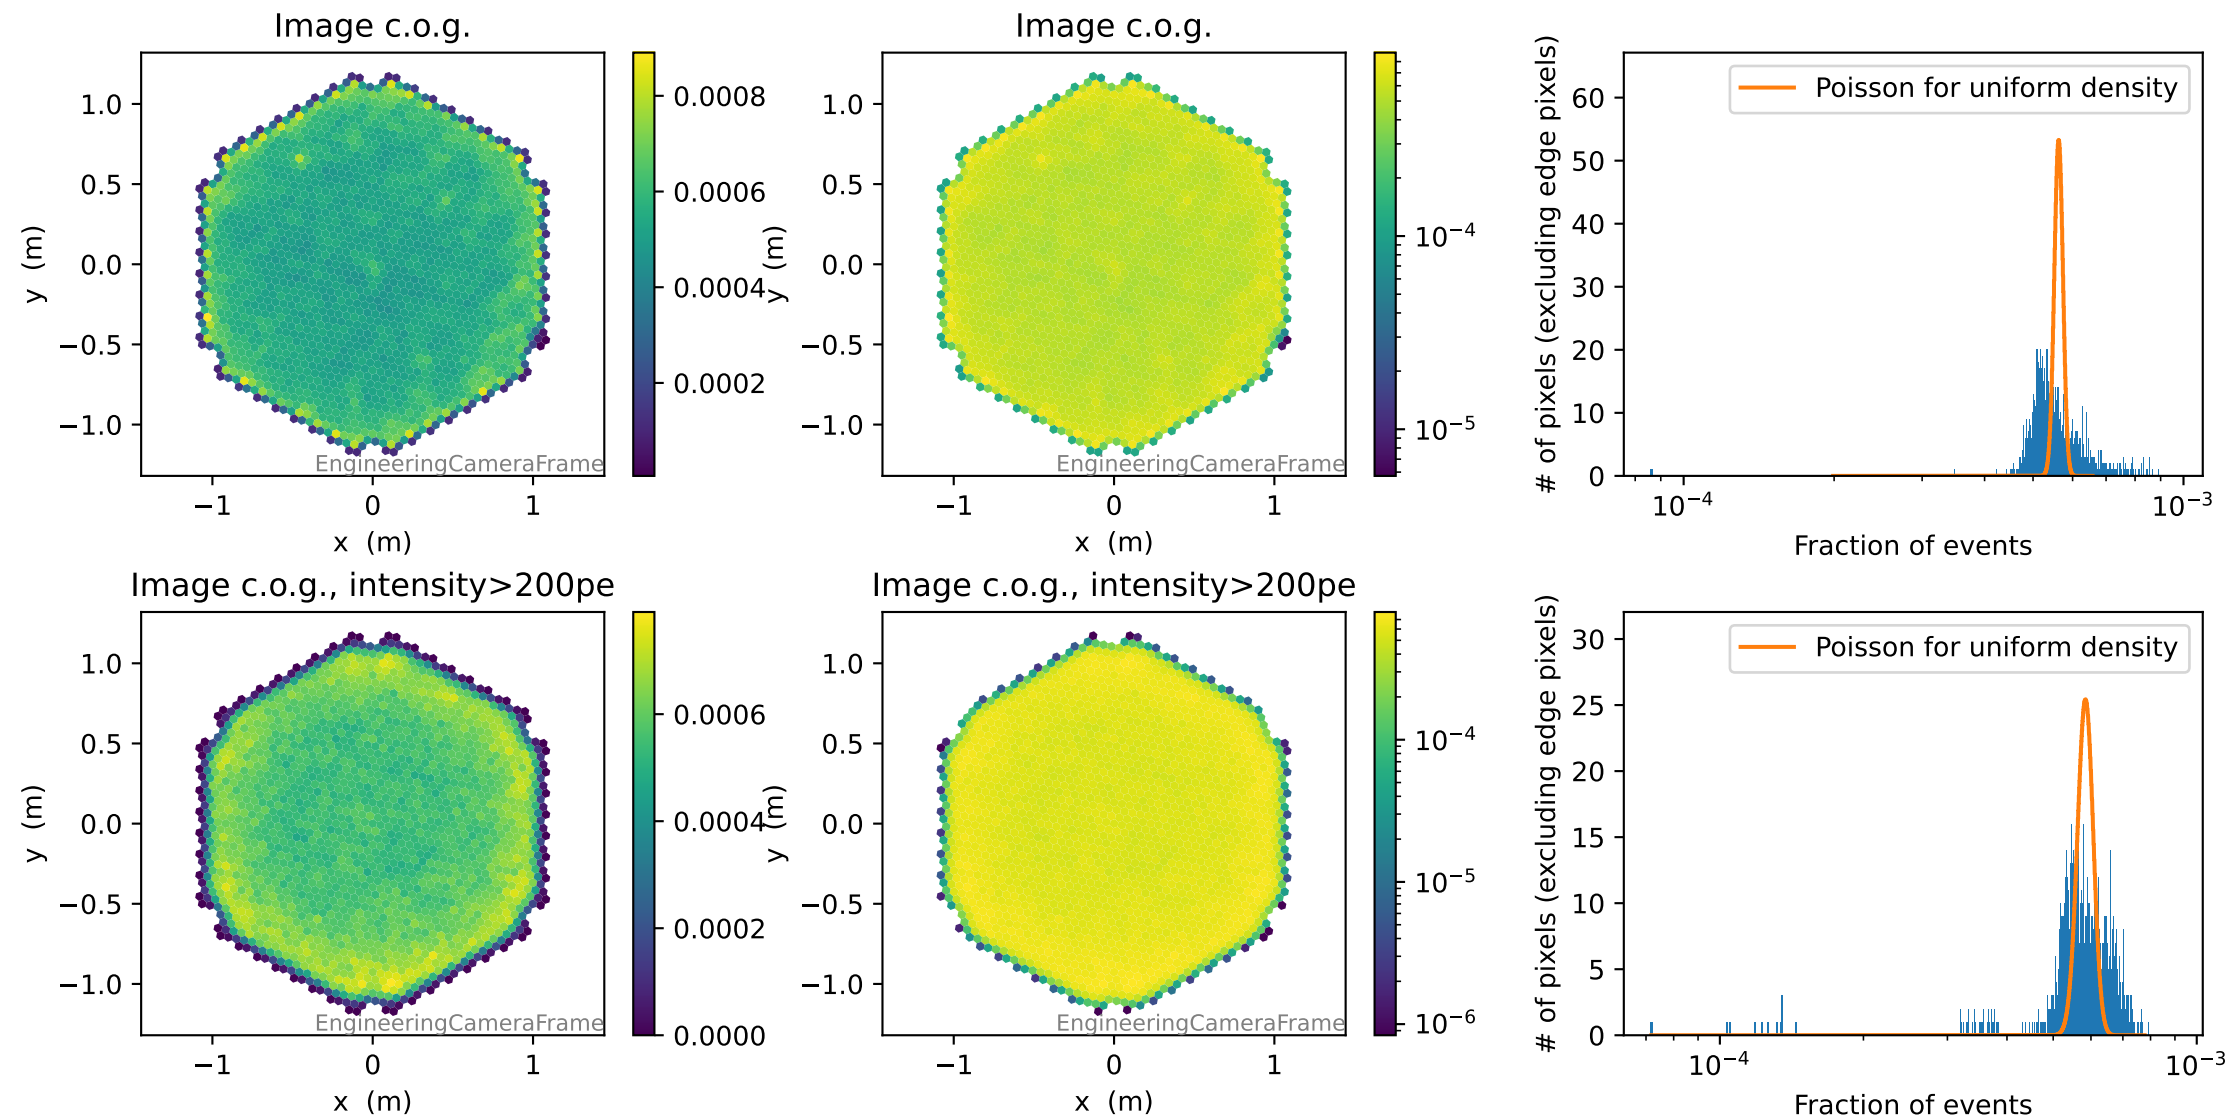 Image c.o.g.
1.0
0.5
0.0
−0.5
−1.0
y (m)
−1
0
1
x (m)
EngineeringCameraFrame
0.0008
0.0006
0.0004
0.0002
Image c.o.g.
1.0
0.5
0.0
−0.5
−1.0
y (m)
−1
0
1
x (m)
EngineeringCameraFrame
10⁻⁴
10⁻⁵
# of pixels (excluding edge pixels)
60
50
40
30
20
10
0
Poisson for uniform density
10⁻⁴
10⁻³
Fraction of events
Image c.o.g., intensity>200pe
1.0
0.5
0.0
−0.5
−1.0
y (m)
−1
0
1
x (m)
EngineeringCameraFrame
0.0006
0.0004
0.0002
0.0000
Image c.o.g., intensity>200pe
1.0
0.5
0.0
−0.5
−1.0
y (m)
−1
0
1
x (m)
EngineeringCameraFrame
10⁻⁴
10⁻⁵
10⁻⁶
# of pixels (excluding edge pixels)
30
25
20
15
10
5
0
Poisson for uniform density
10⁻⁴
10⁻³
Fraction of events